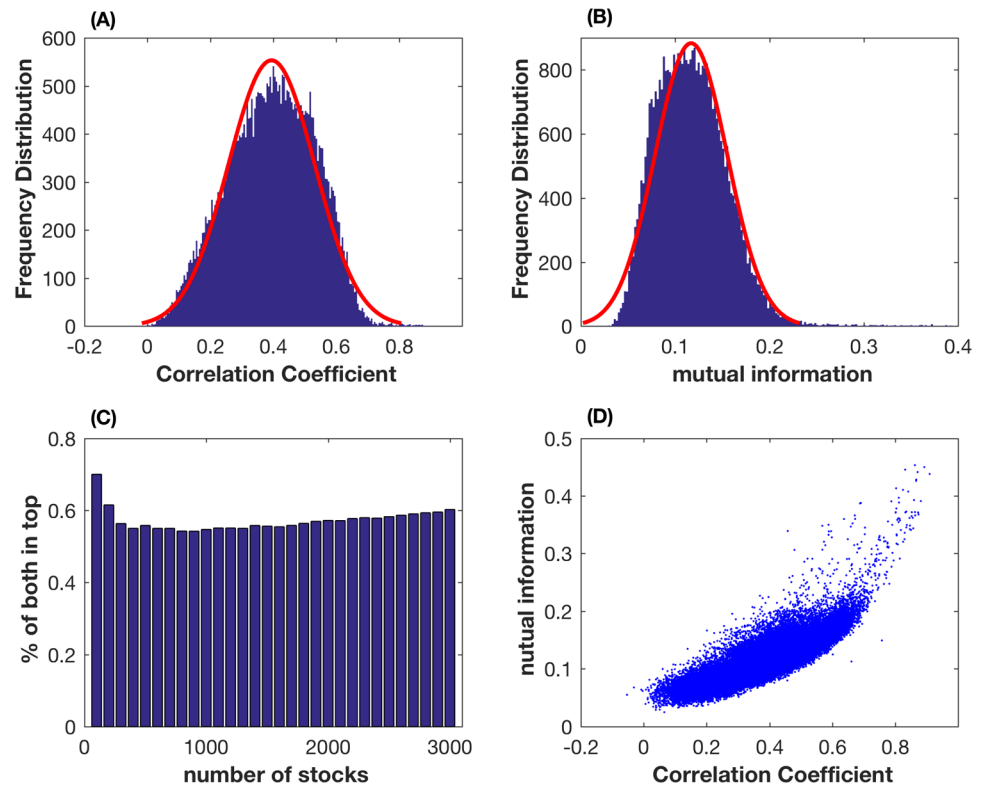 (A)
600
500
400
300
200
100
0
-0.2 0 0.2 0.4 0.6 0.8
Frequency Distribution
Correlation Coefficient
(B)
800
600
400
200
0
0 0.1 0.2 0.3 0.4
Frequency Distribution
mutual information
(C)
0.8
0.6
0.4
0.2
0
0 1000 2000 3000
% of both in top
number of stocks
(D)
0.5
0.4
0.3
0.2
0.1
0
-0.2 0 0.2 0.4 0.6 0.8
nutual information
Correlation Coefficient